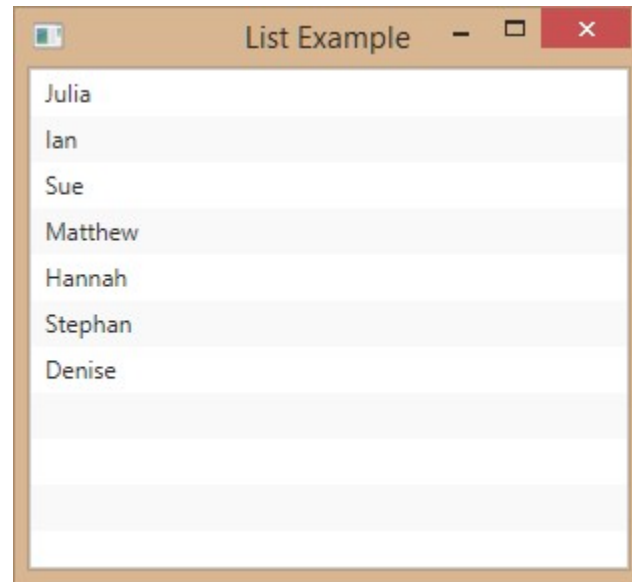 List Example
Julia
Ian
Sue
Matthew
Hannah
Stephan
Denise